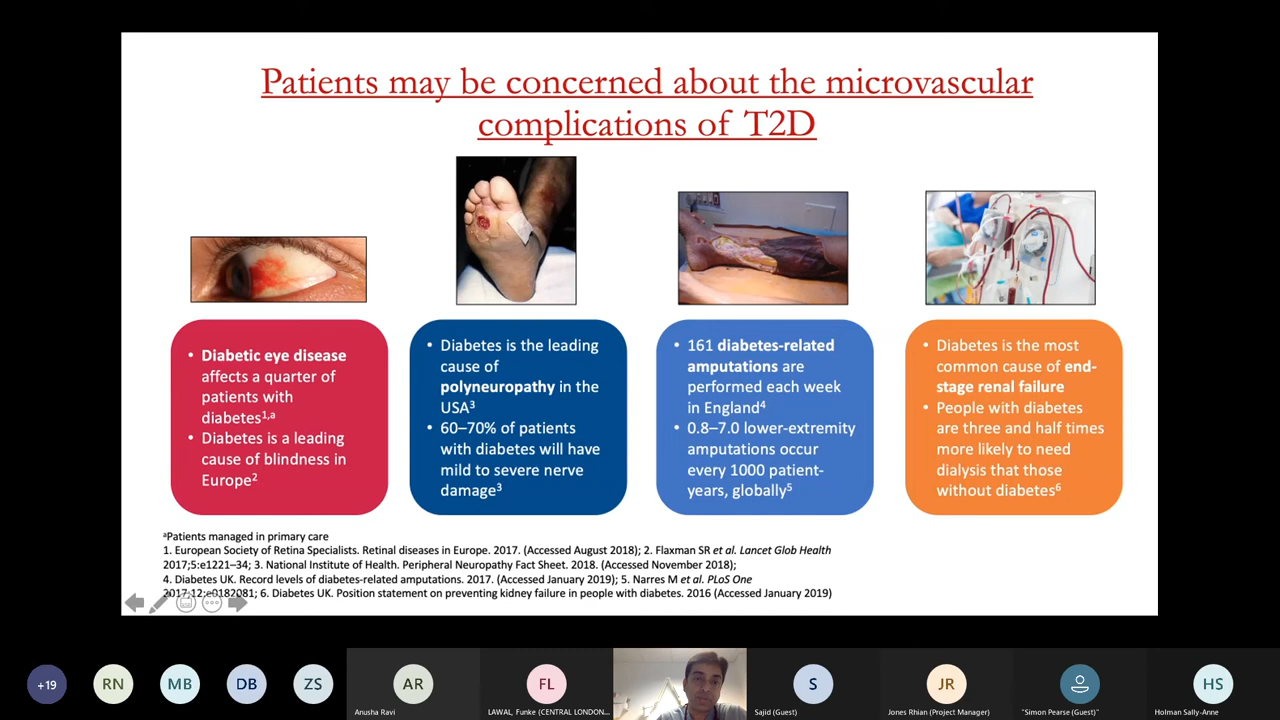 Patients may be concerned about the microvascular
complications of T2D
• Diabetic eye disease
affects a quarter of
patients with
diabetes1,a
• Diabetes is a leading
cause of blindness in
Europe2
• Diabetes is the leading
cause of
polyneuropathy in the
USA3
• 60–70% of patients
with diabetes will have
mild to severe nerve
damage3
• 161 diabetes-related
amputations are
performed each week
in England4
• 0.8–7.0 lower-extremity
amputations occur
every 1000 patient-
years, globally5
• Diabetes is the most
common cause of end-
stage renal failure
• People with diabetes
are three and half times
more likely to need
dialysis that those
without diabetes6
aPatients managed in primary care
1. European Society of Retina Specialists. Retinal diseases in Europe. 2017. (Accessed August 2018); 2. Flaxman SR et al. Lancet Glob Health
2017;5:e1221–34; 3. National Institute of Health. Peripheral Neuropathy Fact Sheet. 2018. (Accessed November 2018);
4. Diabetes UK. Record levels of diabetes-related amputations. 2017. (Accessed January 2019); 5. Narres M et al. PLoS One
2017;12:e0182081; 6. Diabetes UK. Position statement on preventing kidney failure in people with diabetes. 2016 (Accessed January 2019)
+19
RN
MB
DB
ZS
AR
FL
S
JR
HS
Anusha Ravi
LAWAL, Funke (CENTRAL LONDON...
Sajid (Guest)
Jones Rhian (Project Manager)
"Simon Pearse (Guest)"
Holman Sally-Anne